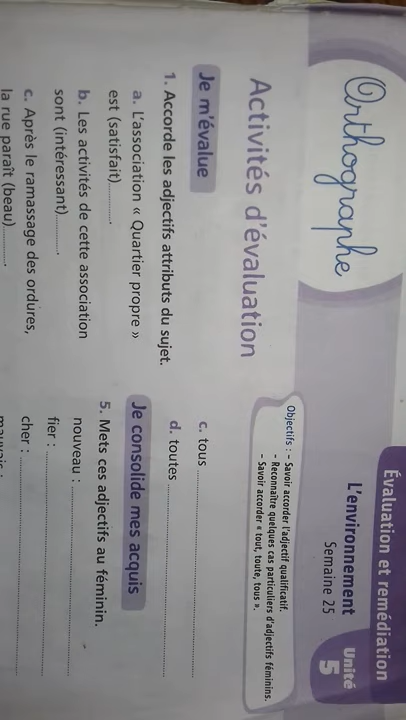 Évaluation et remédiation
L'environnement
Semaine 25
Unité
5
Orthographe
Objectifs : – Savoir accorder l'adjectif qualificatif.
– Reconnaître quelques cas particuliers d'adjectifs féminins.
– Savoir accorder « tout, toute, tous ».
Activités d'évaluation
Je m'évalue
1. Accorde les adjectifs attributs du sujet.
a. L'association « Quartier propre »
est (satisfait)..........
b. Les activités de cette association
sont (intéressant)..........
c. Après le ramassage des ordures,
la rue paraît (beau)..........
c. tous ..........
d. toutes ..........
Je consolide mes acquis
5. Mets ces adjectifs au féminin.
nouveau : ..........
fier : ..........
cher : ..........